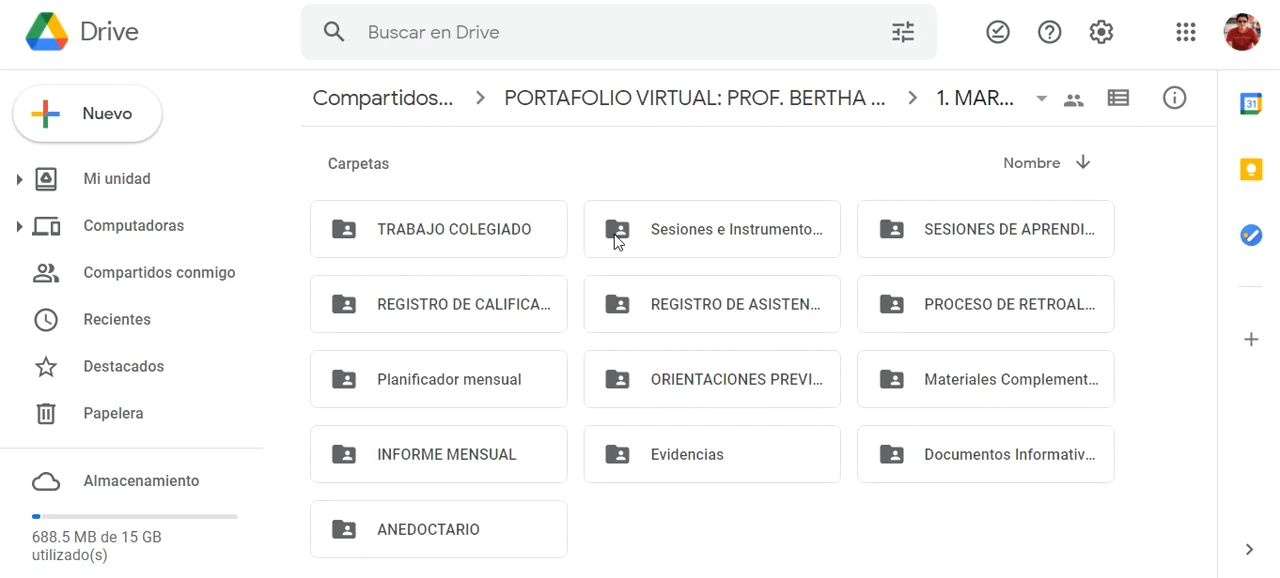 Drive
Buscar en Drive
Nuevo
Compartidos... > PORTAFOLIO VIRTUAL: PROF. BERTHA ... > 1. MAR...
31
Mi unidad
Computadoras
Compartidos conmigo
Recientes
Destacados
Papelera
Almacenamiento
688.5 MB de 15 GB
utilizado(s)
Carpetas
Nombre
TRABAJO COLEGIADO
Sesiones e Instrumento...
SESIONES DE APRENDI...
REGISTRO DE CALIFICA...
REGISTRO DE ASISTEN...
PROCESO DE RETROAL...
Planificador mensual
ORIENTACIONES PREVI...
Materiales Complement...
INFORME MENSUAL
Evidencias
Documentos Informativ...
ANEDOCTARIO